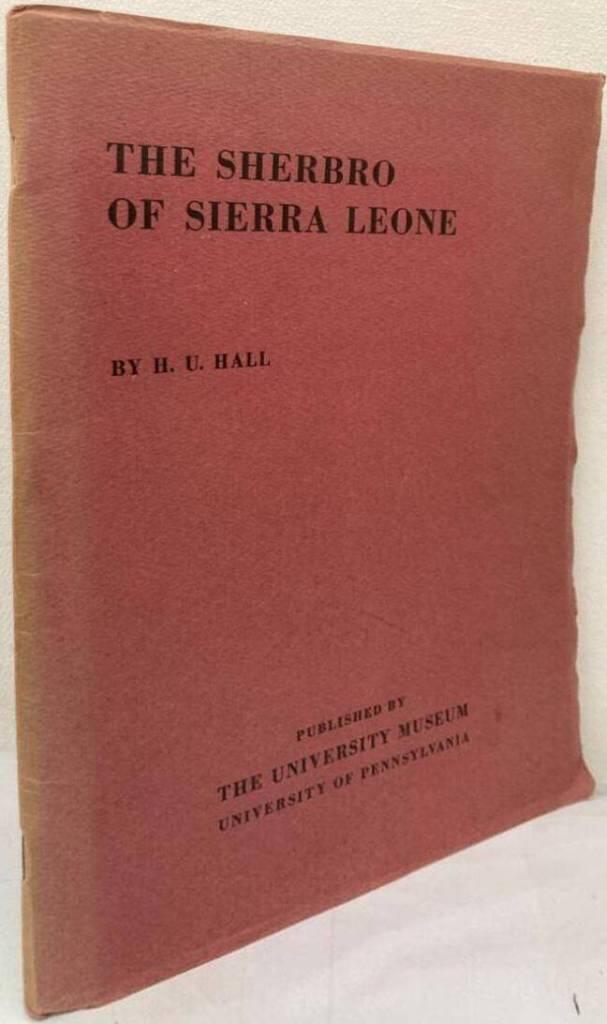 THE SHERBRO
OF SIERRA LEONE
BY H. U. HALL
PUBLISHED BY
THE UNIVERSITY MUSEUM
UNIVERSITY OF PENNSYLVANIA